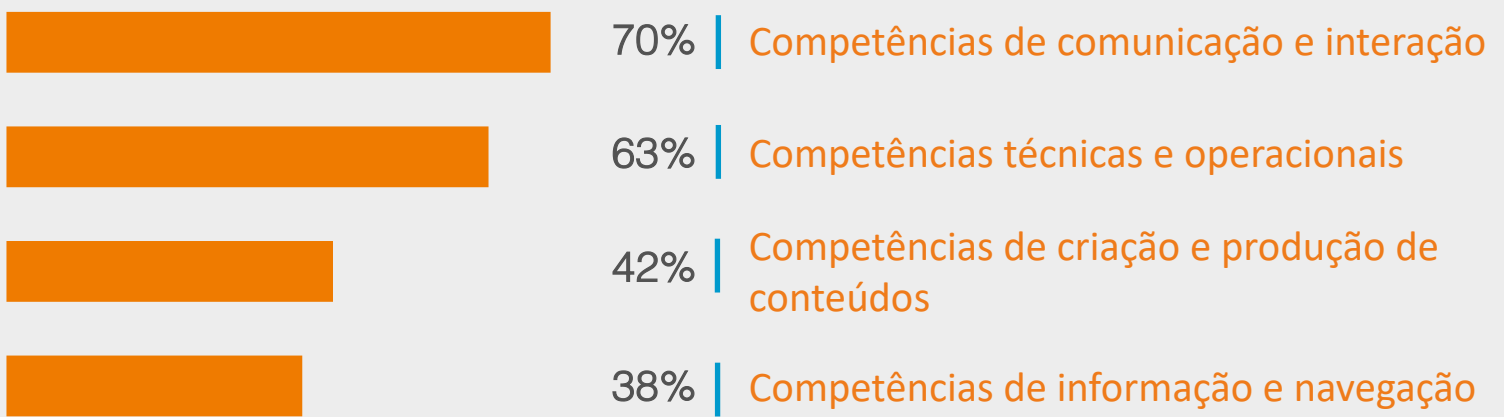 70% Competências de comunicação e interação
63% Competências técnicas e operacionais
42% Competências de criação e produção de
conteúdos
38% Competências de informação e navegação